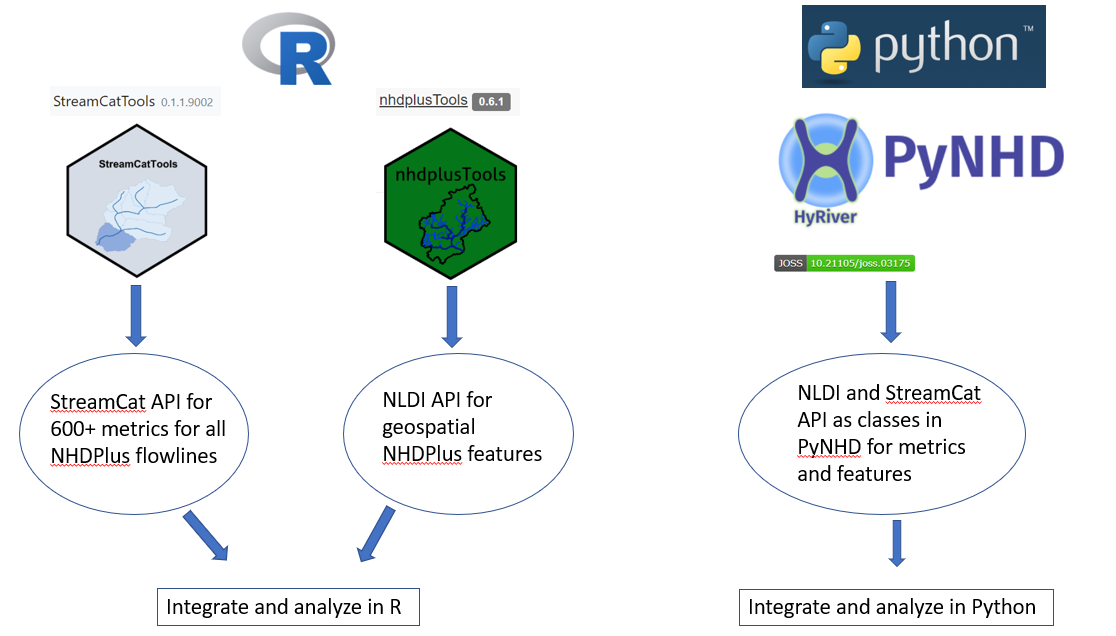 R
python™
StreamCatTools 0.1.1.9002
nhdplusTools 0.6.1
StreamCatTools
nhdplusTools
PyNHD
HyRiver
JOSS 10.21105/joss.03175
StreamCat API for
600+ metrics for all
NHDPlus flowlines
NLDI API for
geospatial
NHDPlus features
NLDI and StreamCat
API as classes in
PyNHD for metrics
and features
Integrate and analyze in R
Integrate and analyze in Python